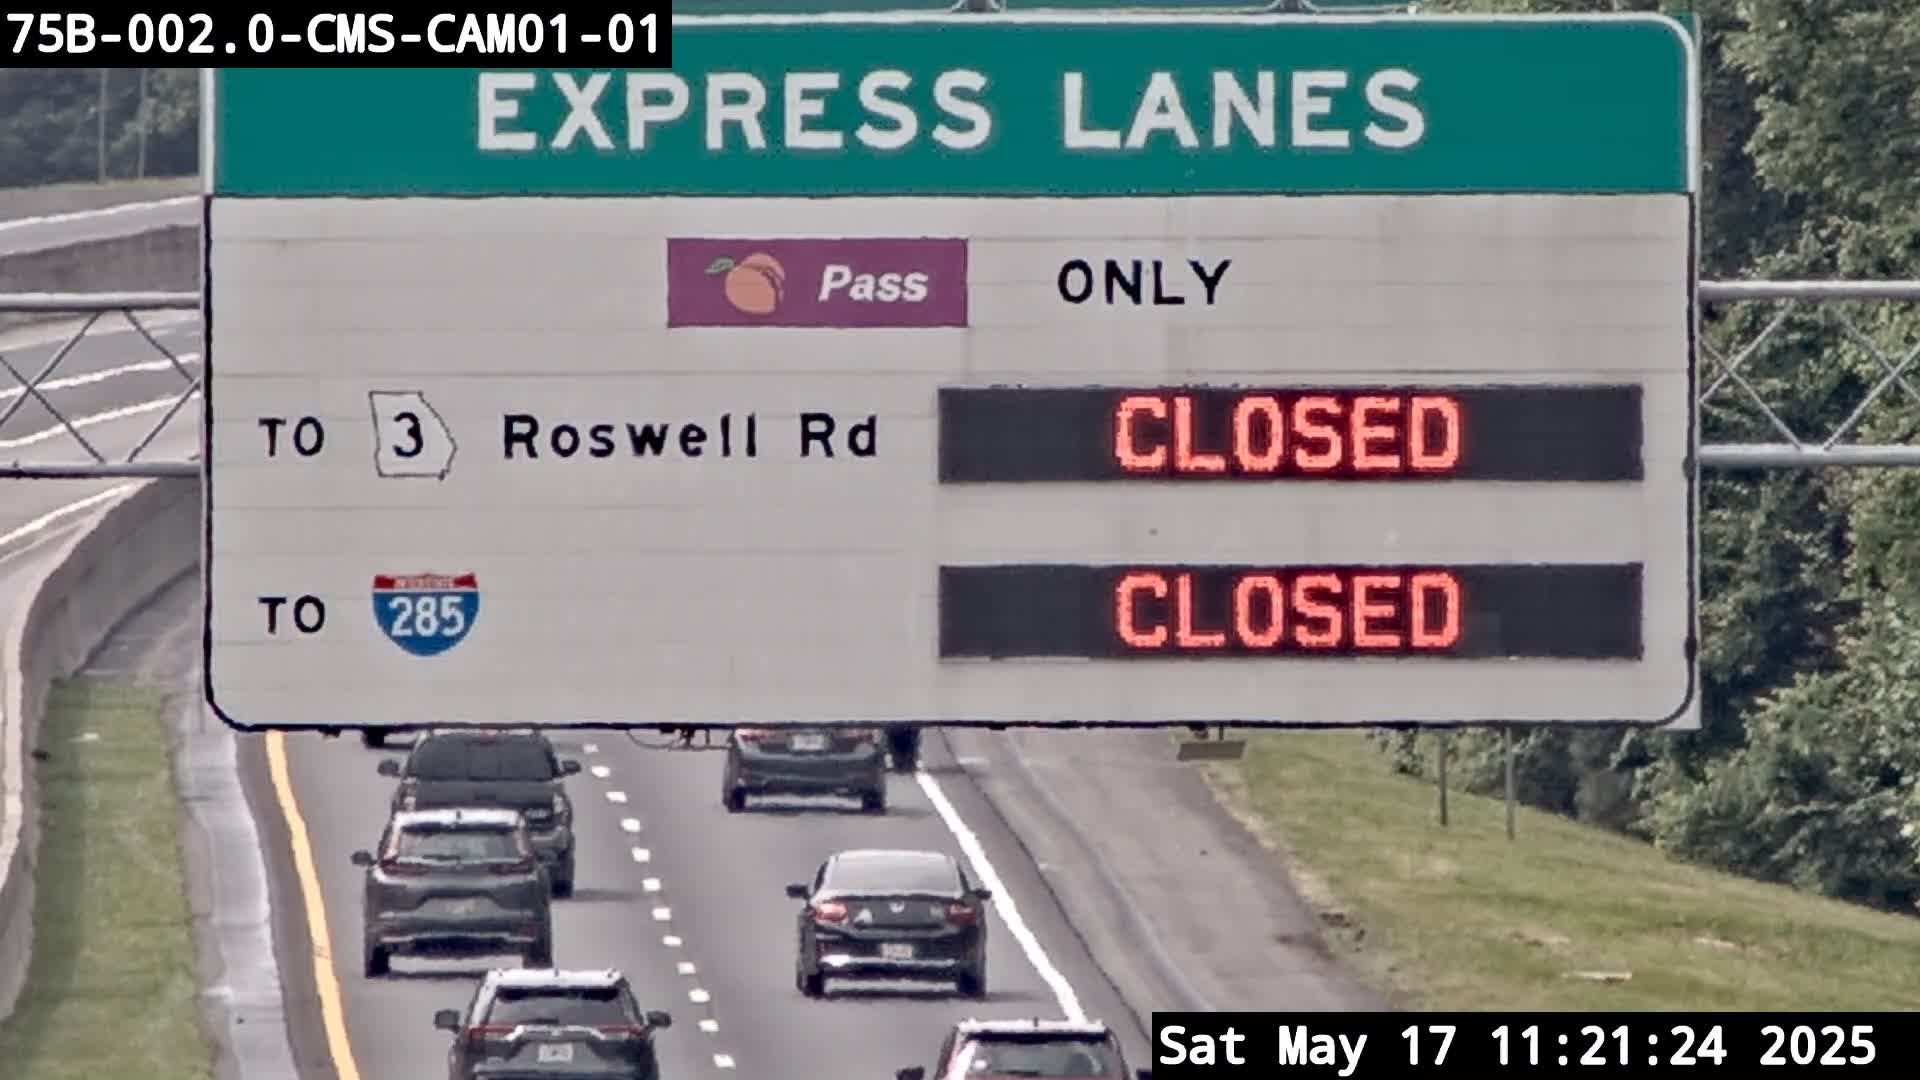 75B-002.0-CMS-CAM01-01
EXPRESS LANES
Pass ONLY
TO 3 Roswell Rd CLOSED
INTERSTATE
TO 285 CLOSED
Sat May 17 11:21:24 2025